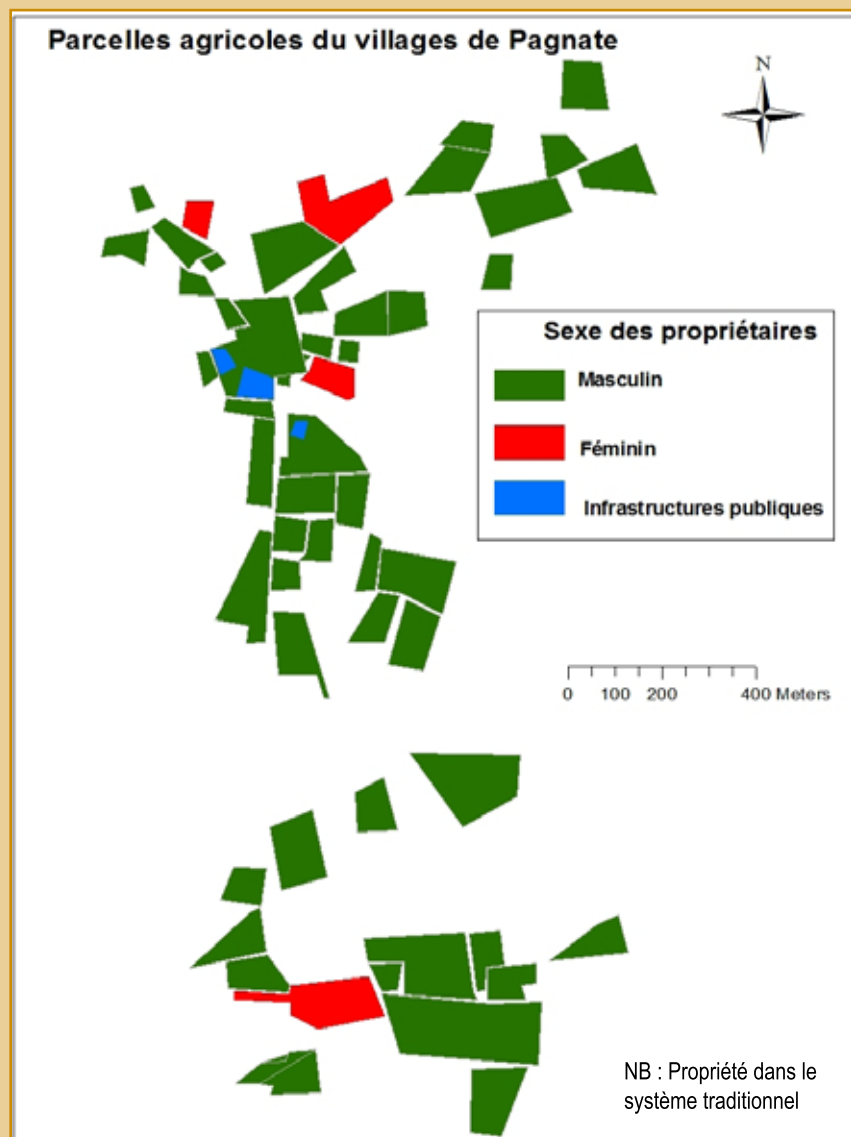 Parcelles agricoles du villages de Pagnate
N
Sexe des propriétaires
Masculin
Féminin
Infrastructures publiques
0 100 200 400 Meters
NB : Propriété dans le
système traditionnel